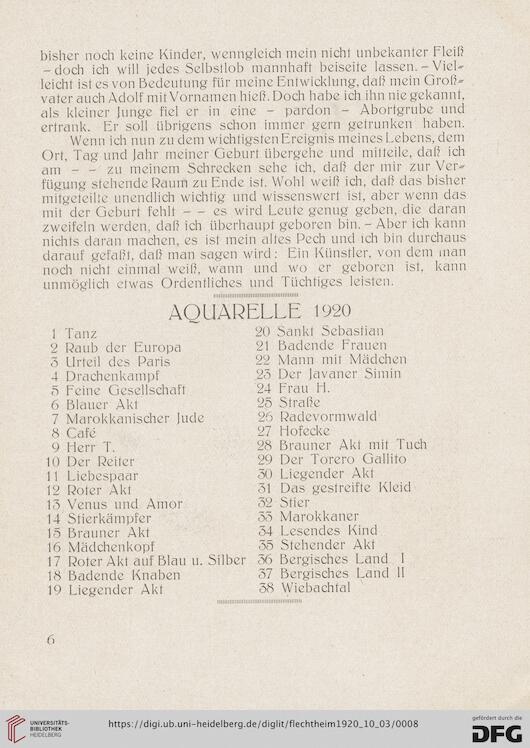 bisher noch keine Kinder, wenngleich mein nicht unbekanter Fleiß
– doch ich will jedes Selbstlob mannhaft beiseite lassen. – Viel-
leicht ist es von Bedeutung für meine Entwicklung, daß mein Groß-
vater auch Adolf mit Vornamen hieß. Doch habe ich ihn nie gekannt,
als kleiner Junge fiel er in eine – pardon – Abortgrube und
ertrank. Er soll übrigens schon immer gern getrunken haben.
Wenn ich nun zu dem wichtigsten Ereignis meines Lebens, dem
Ort, Tag und Jahr meiner Geburt übergehe und mitteile, daß ich
am – – zu meinem Schrecken sehe ich, daß der mir zur Ver-
fügung stehende Raum zu Ende ist. Wohl weiß ich, daß das bisher
mitgeteilte unendlich wichtig und wissenswert ist, aber wenn das
mit der Geburt fehlt – – es wird Leute genug geben, die daran
zweifeln werden, daß ich überhaupt geboren bin. – Aber ich kann
nichts daran machen, es ist mein altes Pech und ich bin durchaus
darauf gefaßt, daß man sagen wird: Ein Künstler, von dem man
noch nicht einmal weiß, wann und wo er geboren ist, kann
unmöglich etwas Ordentliches und Tüchtiges leisten.
AQUARELLE 1920
1 Tanz
2 Raub der Europa
3 Urteil des Paris
4 Drachenkampf
5 Feine Gesellschaft
6 Blauer Akt
7 Marokkanischer Jude
8 Café
9 Herr T.
10 Der Reiter
11 Liebespaar
12 Roter Akt
13 Venus und Amor
14 Stierkämpfer
15 Brauner Akt
16 Mädchenkopf
17 Roter Akt auf Blau u. Silber
18 Badende Knaben
19 Liegender Akt
20 Sankt Sebastian
21 Badende Frauen
22 Mann mit Mädchen
23 Der Javaner Simin
24 Frau H.
25 Straße
26 Radevormwald
27 Hofecke
28 Brauner Akt mit Tuch
29 Der Torero Gallito
30 Liegender Akt
31 Das gestreifte Kleid
32 Stier
33 Marokkaner
34 Lesendes Kind
35 Stehender Akt
36 Bergisches Land I
37 Bergisches Land II
38 Wiebachtal
6
UNIVERSITÄTS-
BIBLIOTHEK
HEIDELBERG
https://digi.ub.uni-heidelberg.de/diglit/flechtheim1920_10_03/0008
gefördert durch die
DFG